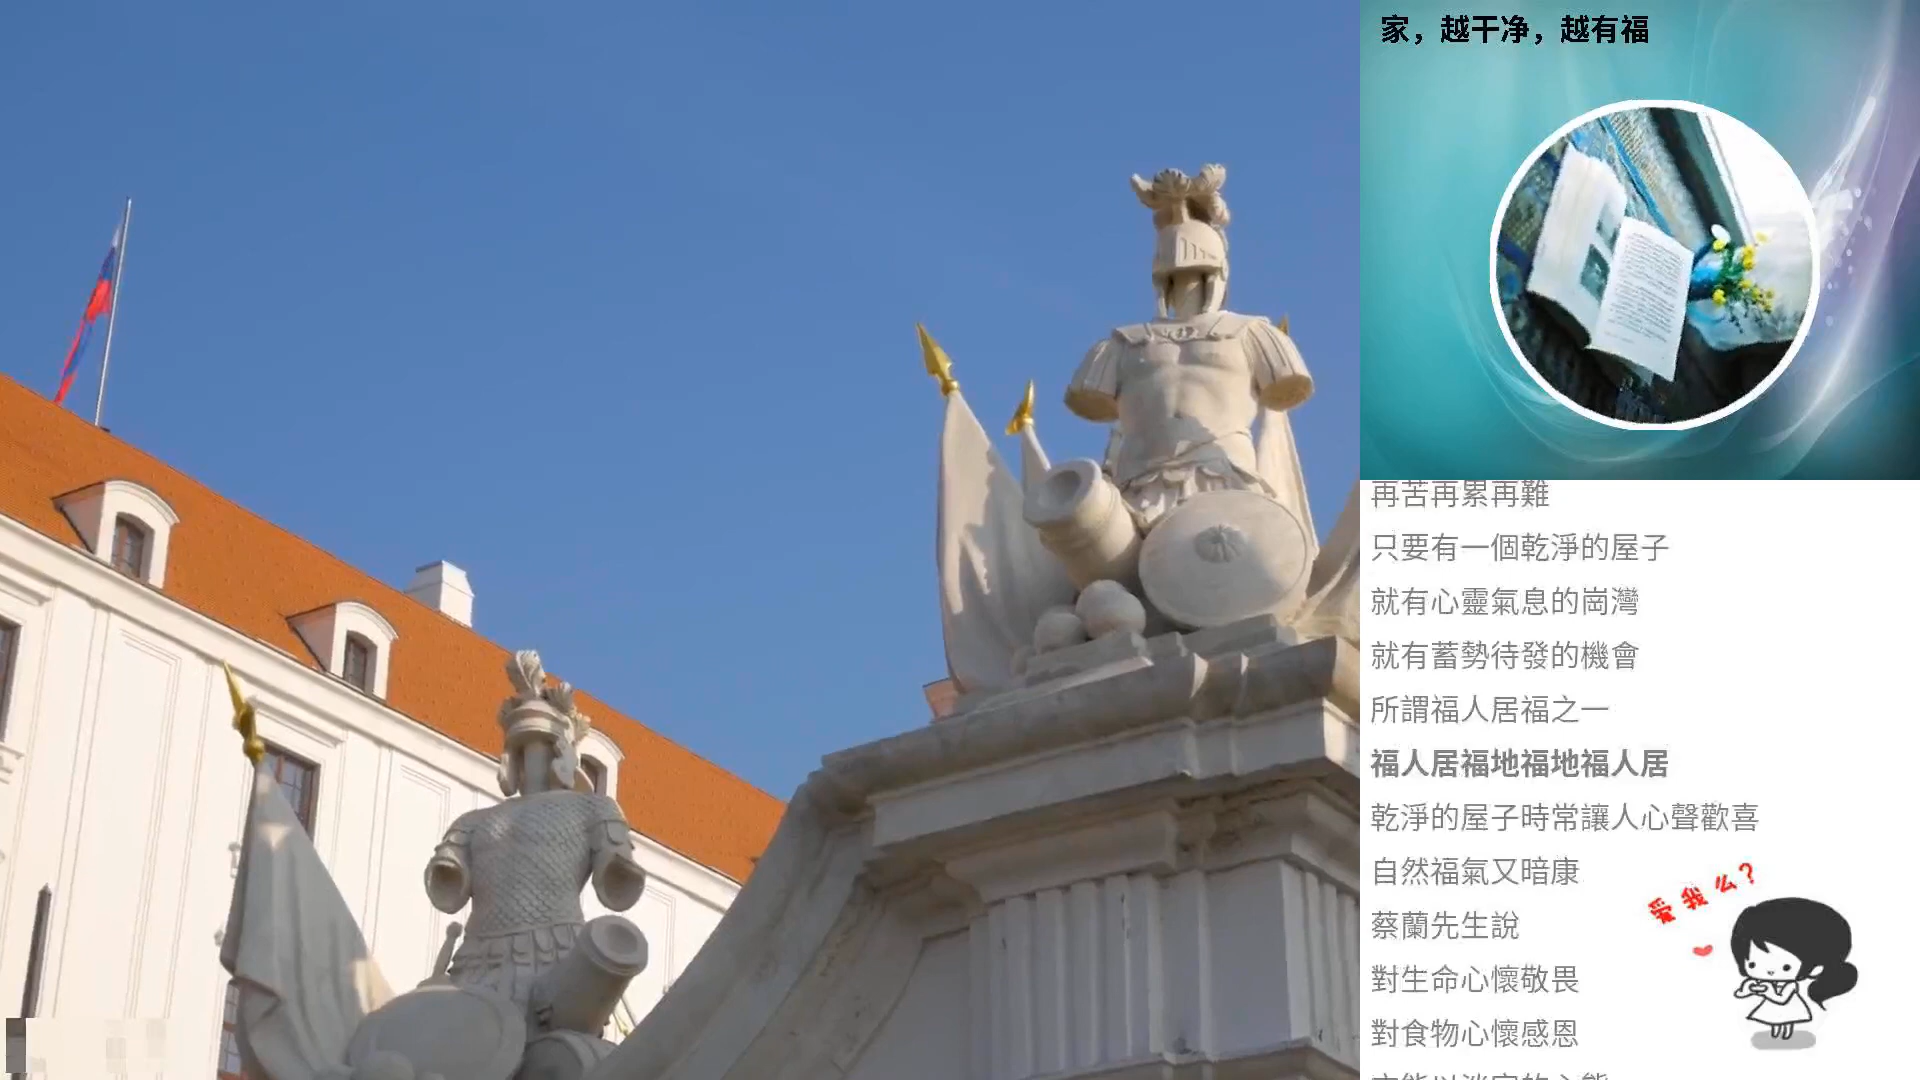 家，越干净，越有福
再苦再累再難
只要有一個乾淨的屋子
就有心靈氣息的崗灣
就有蓄勢待發的機會
所謂福人居福之一
福人居福地福地福人居
乾淨的屋子時常讓人心聲歡喜
自然福氣又暗康
蔡蘭先生說
對生命心懷敬畏
對食物心懷感恩
爱我么？